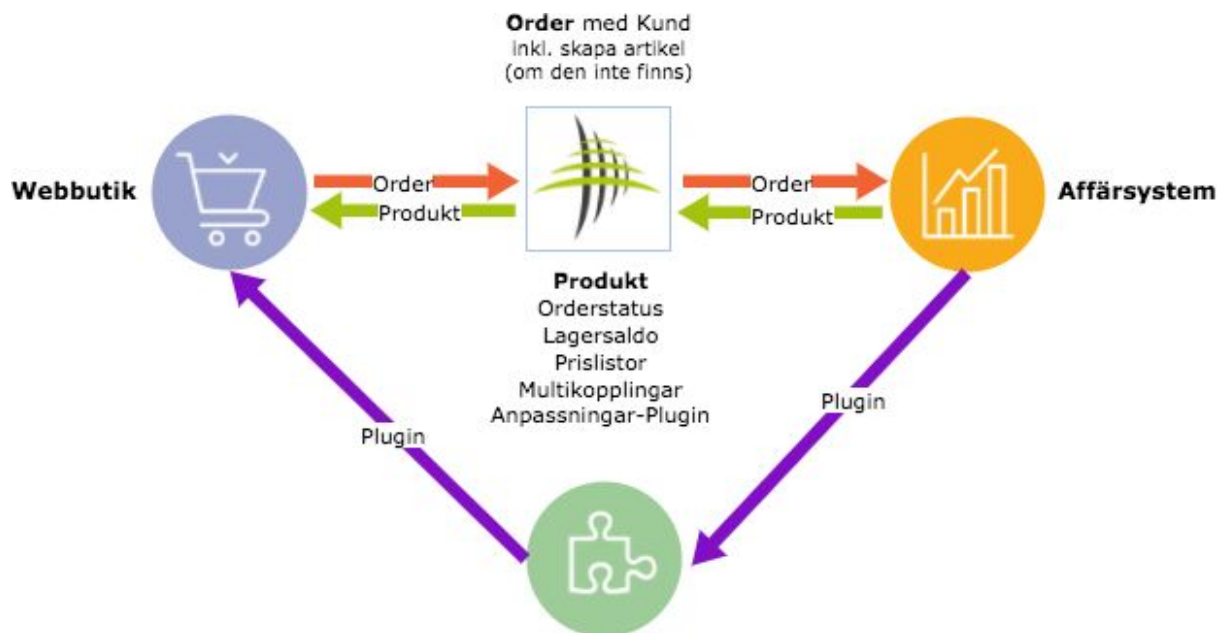 Order med Kund
inkl. skapa artikel
(om den inte finns)
Webbutik
Order
Produkt
Order
Produkt
Affärsystem
Produkt
Orderstatus
Lagersaldo
Prislistor
Multikopplingar
Anpassningar-Plugin
Plugin
Plugin